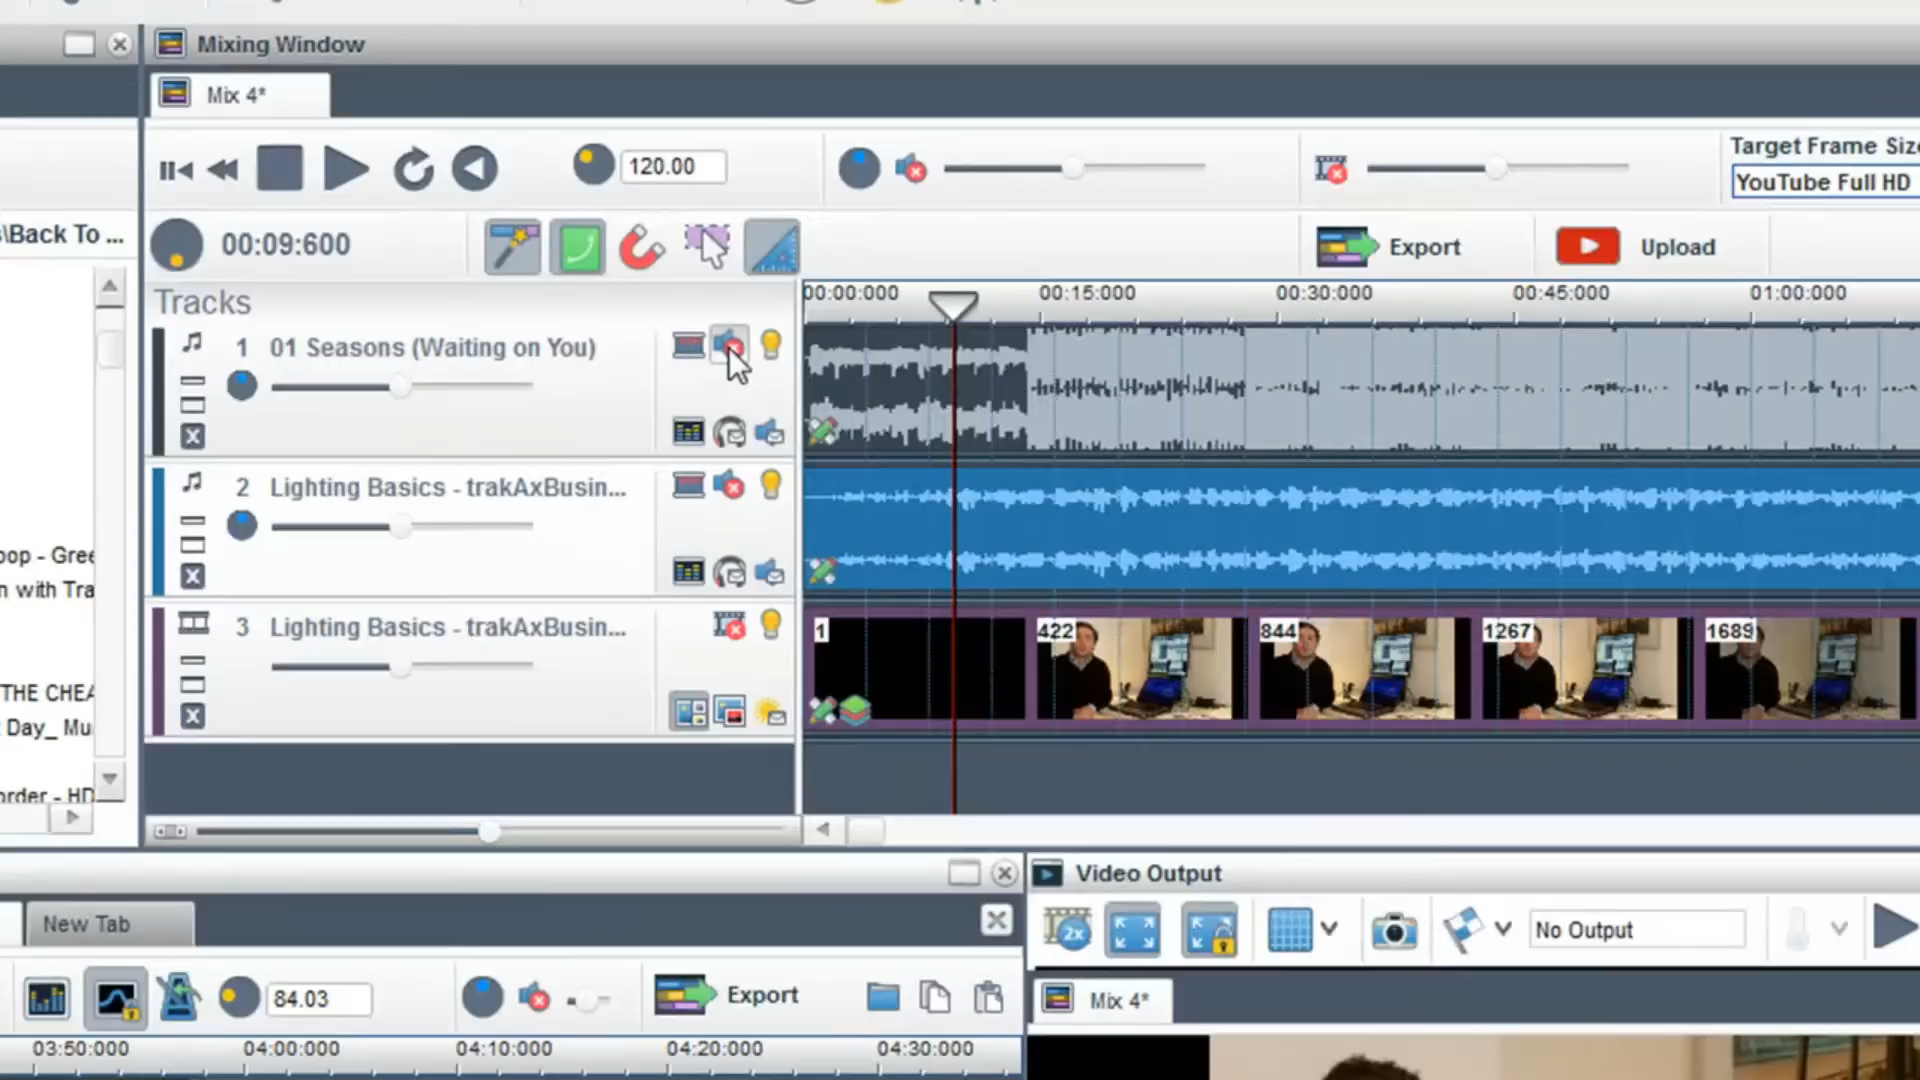 Mixing Window
Mix 4*
120.00
Target Frame Siz
YouTube Full HD
\Back To ...
00:09:600
Export
Upload
Tracks
00:00:000
00:15:000
00:30:000
00:45:000
01:00:000
1 01 Seasons (Waiting on You)
2 Lighting Basics - trakAxBusin...
oop - Gree
n with Tra
3 Lighting Basics - trakAxBusin...
1
422
844
1267
1689
THE CHEA
Day_ Mu
order - HD
Video Output
New Tab
2x
No Output
84.03
Export
Mix 4*
03:50:000
04:00:000
04:10:000
04:20:000
04:30:000